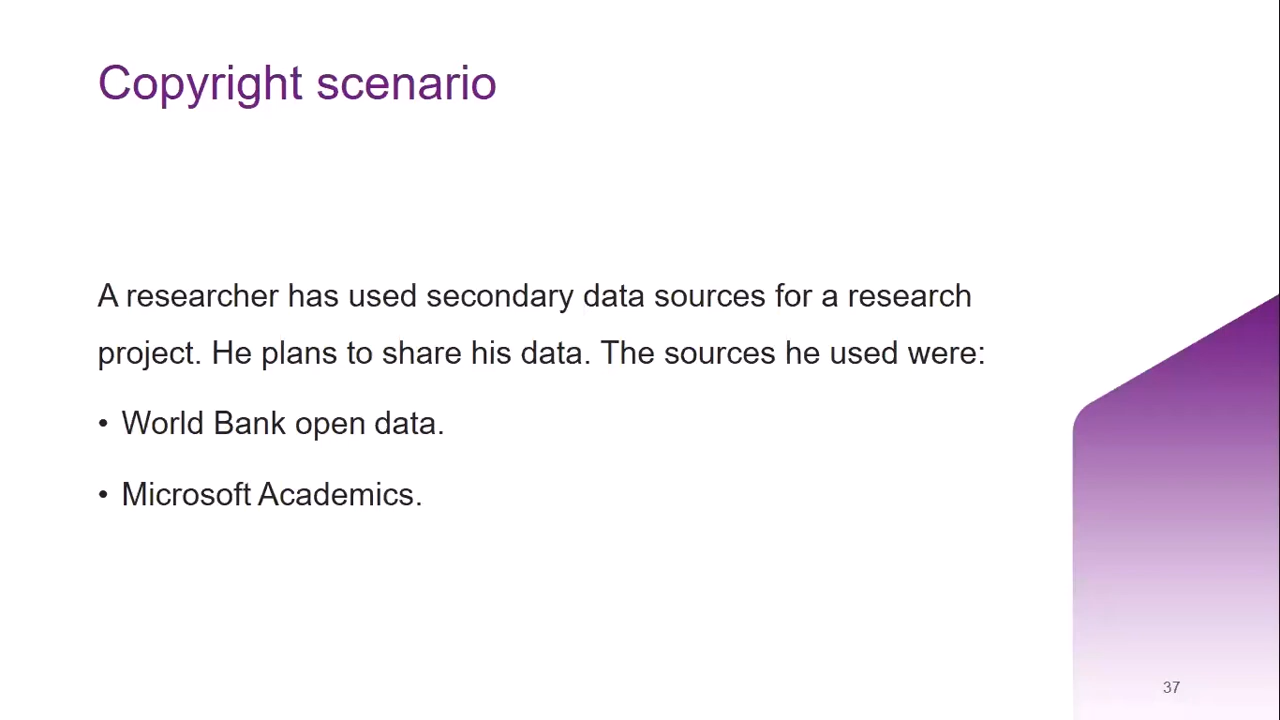 Copyright scenario
A researcher has used secondary data sources for a research
project. He plans to share his data. The sources he used were:
• World Bank open data.
• Microsoft Academics.
37